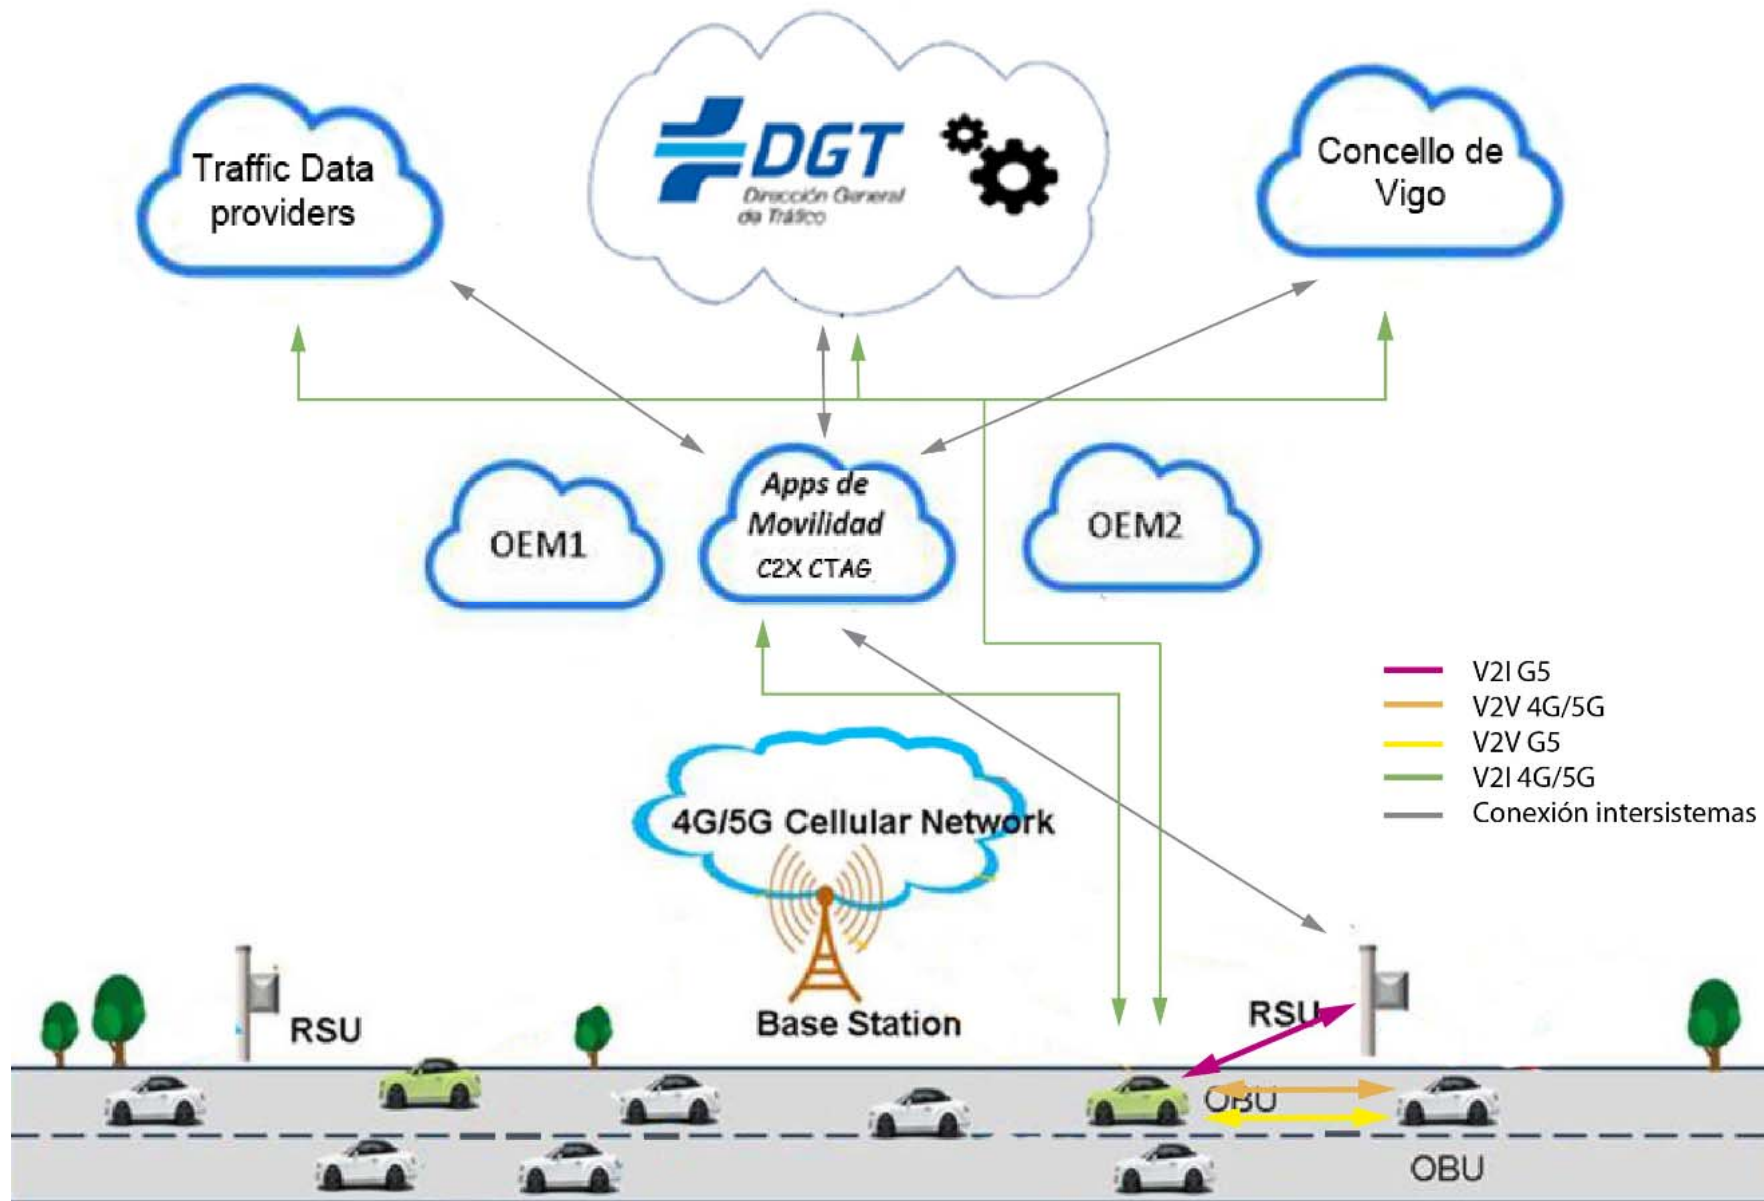 Traffic Data
providers
DGT
Dirección General
de Tráfico
Concello de
Vigo
OEM1
Apps de
Movilidad
C2X CTAG
OEM2
V2I G5
V2V 4G/5G
V2V G5
V2I 4G/5G
Conexión intersistemas
4G/5G Cellular Network
Base Station
RSU
RSU
OBU
OBU